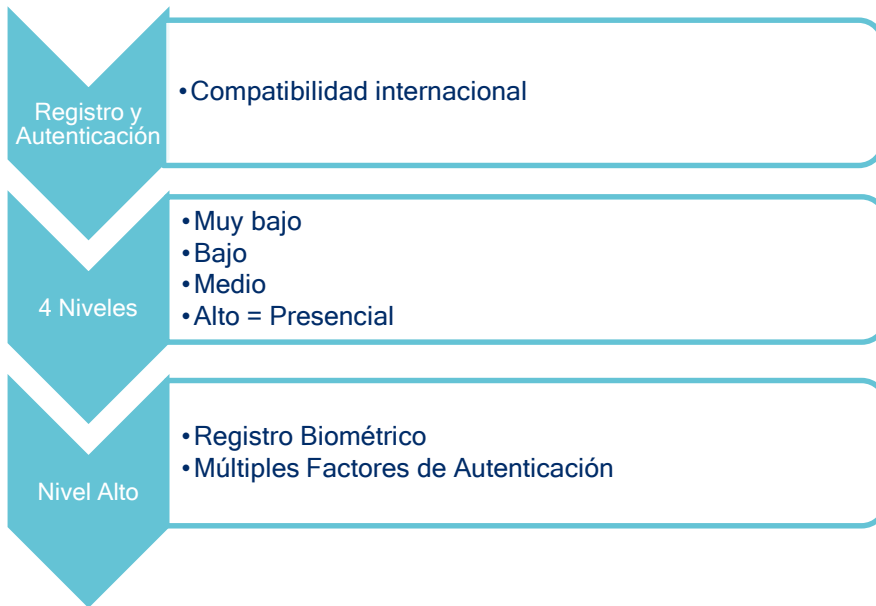 Registro y
Autenticación
•Compatibilidad internacional
4 Niveles
•Muy bajo
•Bajo
•Medio
•Alto = Presencial
Nivel Alto
•Registro Biométrico
•Múltiples Factores de Autenticación